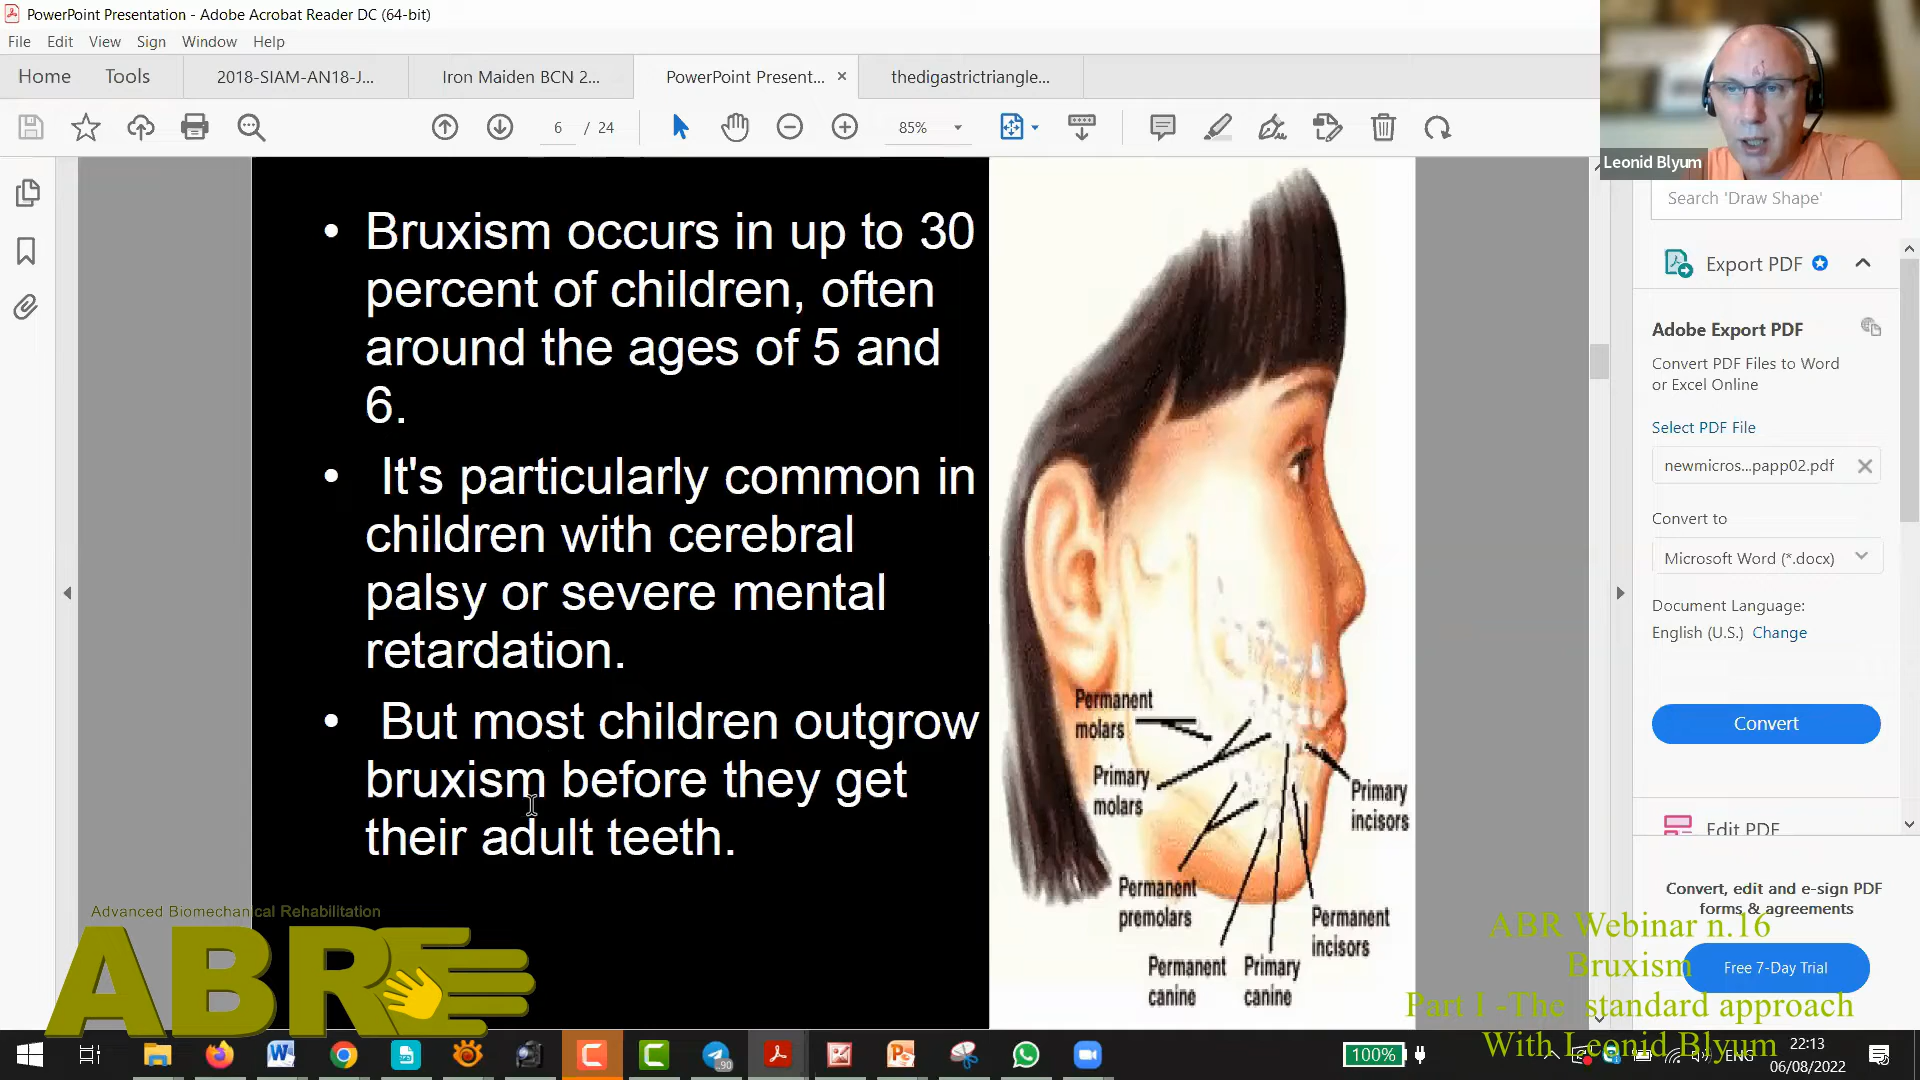 PowerPoint Presentation - Adobe Acrobat Reader DC (64-bit)
File Edit View Sign Window Help
Home Tools 2018-SIAM-AN18-J... Iron Maiden BCN 2... PowerPoint Present... × thedigastrictriangle...
6 / 24 85%
Leonid Blyum
Search 'Draw Shape'
Export PDF
Adobe Export PDF
Convert PDF Files to Word
or Excel Online
Select PDF File
newmicros...papp02.pdf
Convert to
Microsoft Word (*.docx)
Document Language:
English (U.S.) Change
Convert
Edit PDF
Convert, edit and e-sign PDF
forms & agreements
Free 7-Day Trial
• Bruxism occurs in up to 30
percent of children, often
around the ages of 5 and
6.
• It's particularly common in
children with cerebral
palsy or severe mental
retardation.
• But most children outgrow
bruxism before they get
their adult teeth.
Permanent
molars
Primary
molars
Primary
incisors
Permanent
premolars
Permanent
incisors
Permanent
canine
Primary
canine
Advanced Biomechanical Rehabilitation
ABR
ABR Webinar n.16
Bruxism
Part I -The standard approach
With Leonid Blyum
100%
ENG
22:13
06/08/2022